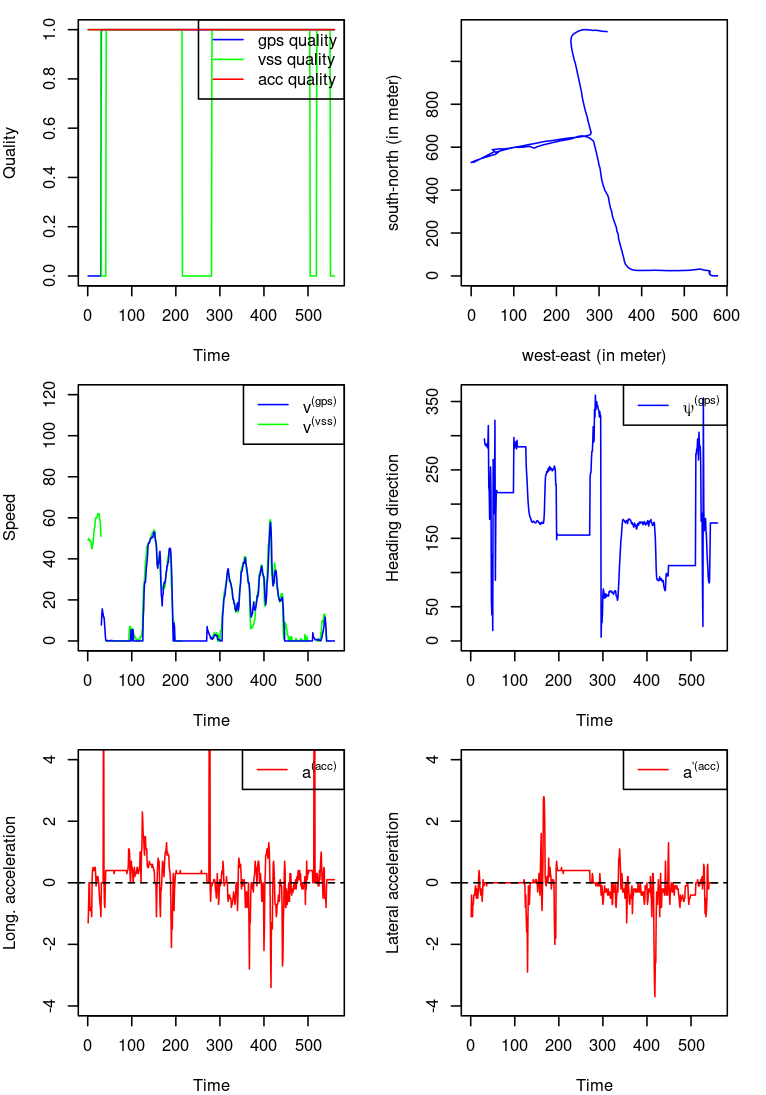 Quality
0.0 0.2 0.4 0.6 0.8 1.0
gps quality
vss quality
acc quality
0 100 200 300 400 500
Time
south-north (in meter)
0 200 400 600 800
0 100 200 300 400 500 600
west-east (in meter)
Speed
0 20 40 60 80 100 120
v(gps)
v(vss)
0 100 200 300 400 500
Time
Heading direction
0 50 150 250 350
ψ(gps)
0 100 200 300 400 500
Time
Long. acceleration
-4 -2 0 2 4
a(acc)
0 100 200 300 400 500
Time
Lateral acceleration
-4 -2 0 2 4
a'(acc)
0 100 200 300 400 500
Time